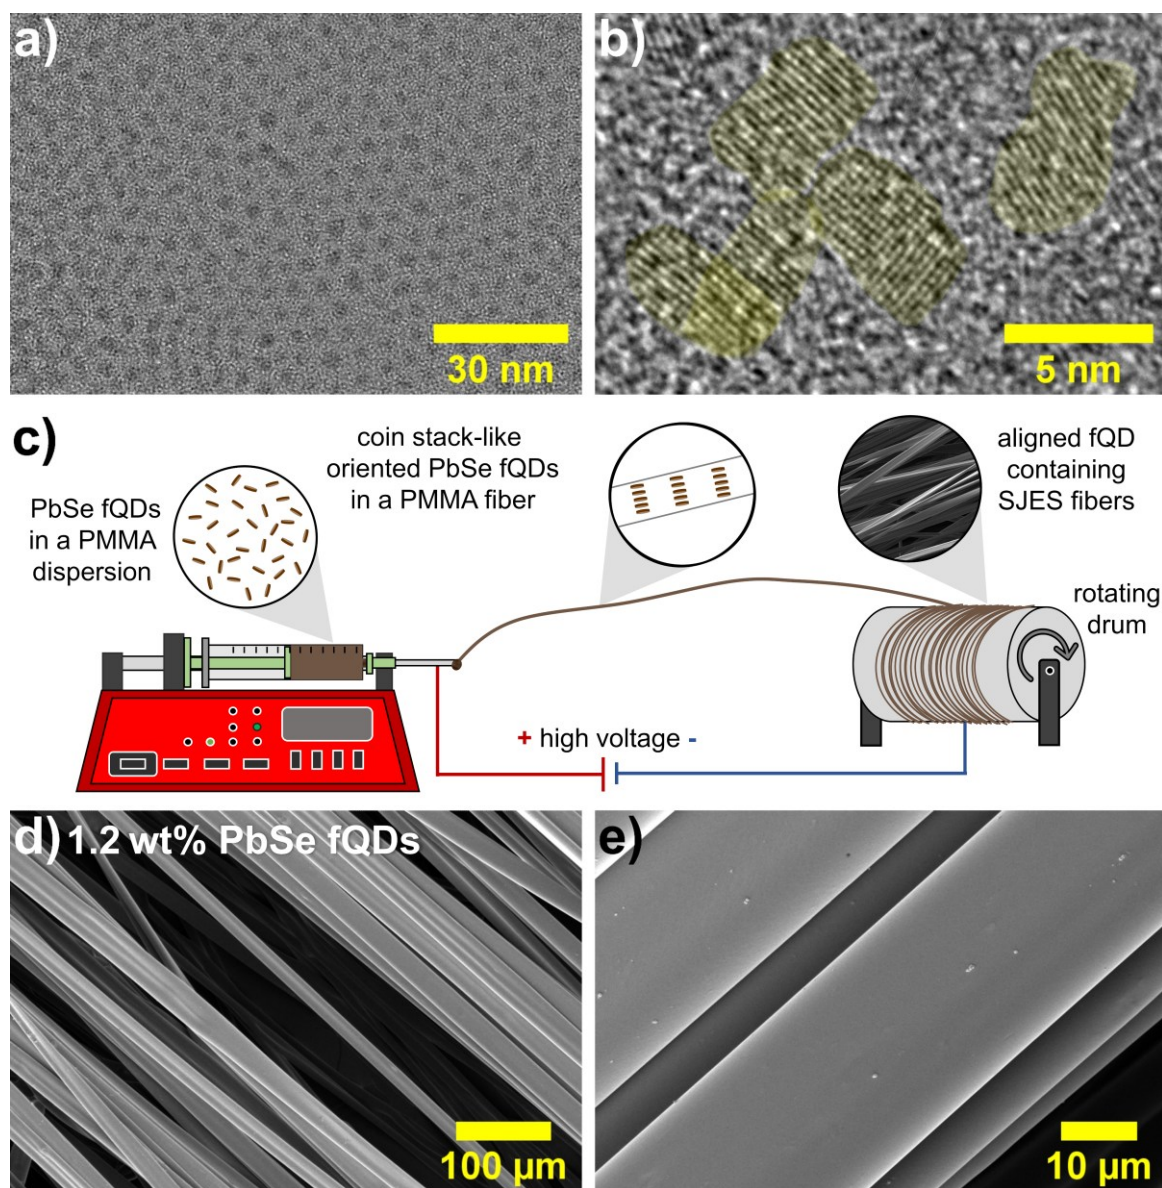 a)
30 nm
b)
5 nm
c)
PbSe fQDs
in a PMMA
dispersion
coin stack-like
oriented PbSe fQDs
in a PMMA fiber
aligned fQD
containing
SJES fibers
rotating
drum
+ high voltage -
d) 1.2 wt% PbSe fQDs
100 µm
e)
10 µm